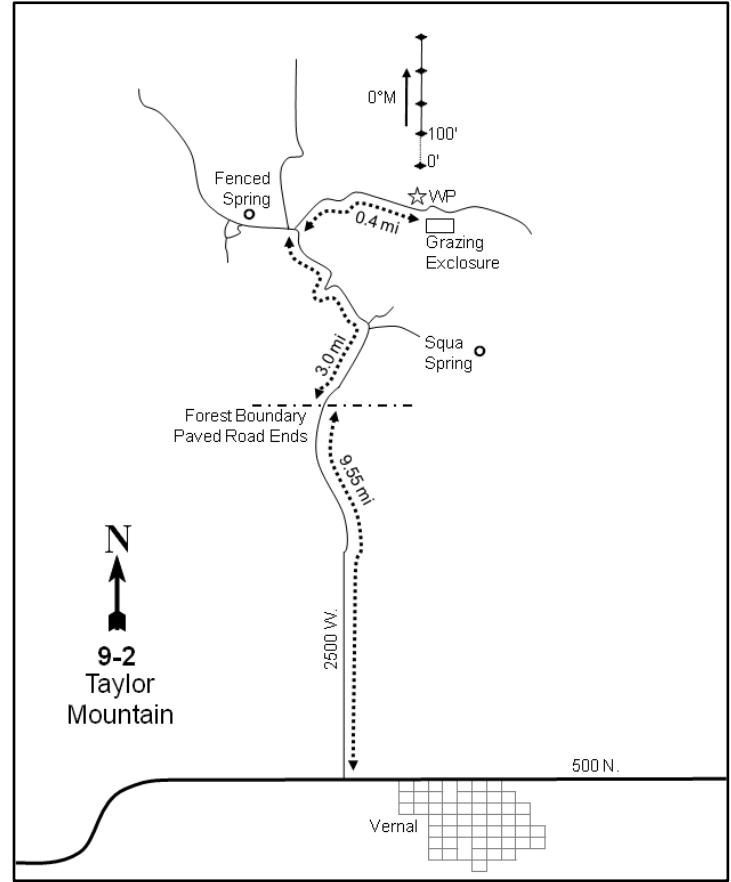 0°M
100'
0'
WP
Fenced
Spring
0.4 mi
Grazing
Exclosure
Squa
Spring
3.0 mi
Forest Boundary
Paved Road Ends
9.55 mi
N
9-2
Taylor
Mountain
2500 W.
500 N.
Vernal